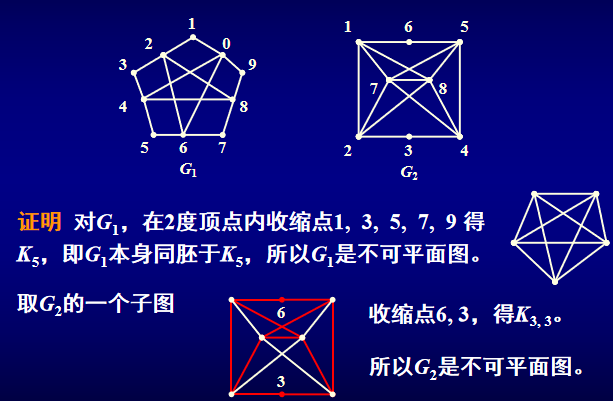 1
2 0
3 9
4 8
5 6 7
G1
1 6 5
7 8
2 3 4
G2
证明 对G1，在2度顶点内收缩点1, 3, 5, 7, 9 得
K5，即G1本身同胚于K5，所以G1是不可平面图。
取G2的一个子图
6
3
收缩点6, 3，得K3, 3。
所以G2是不可平面图。